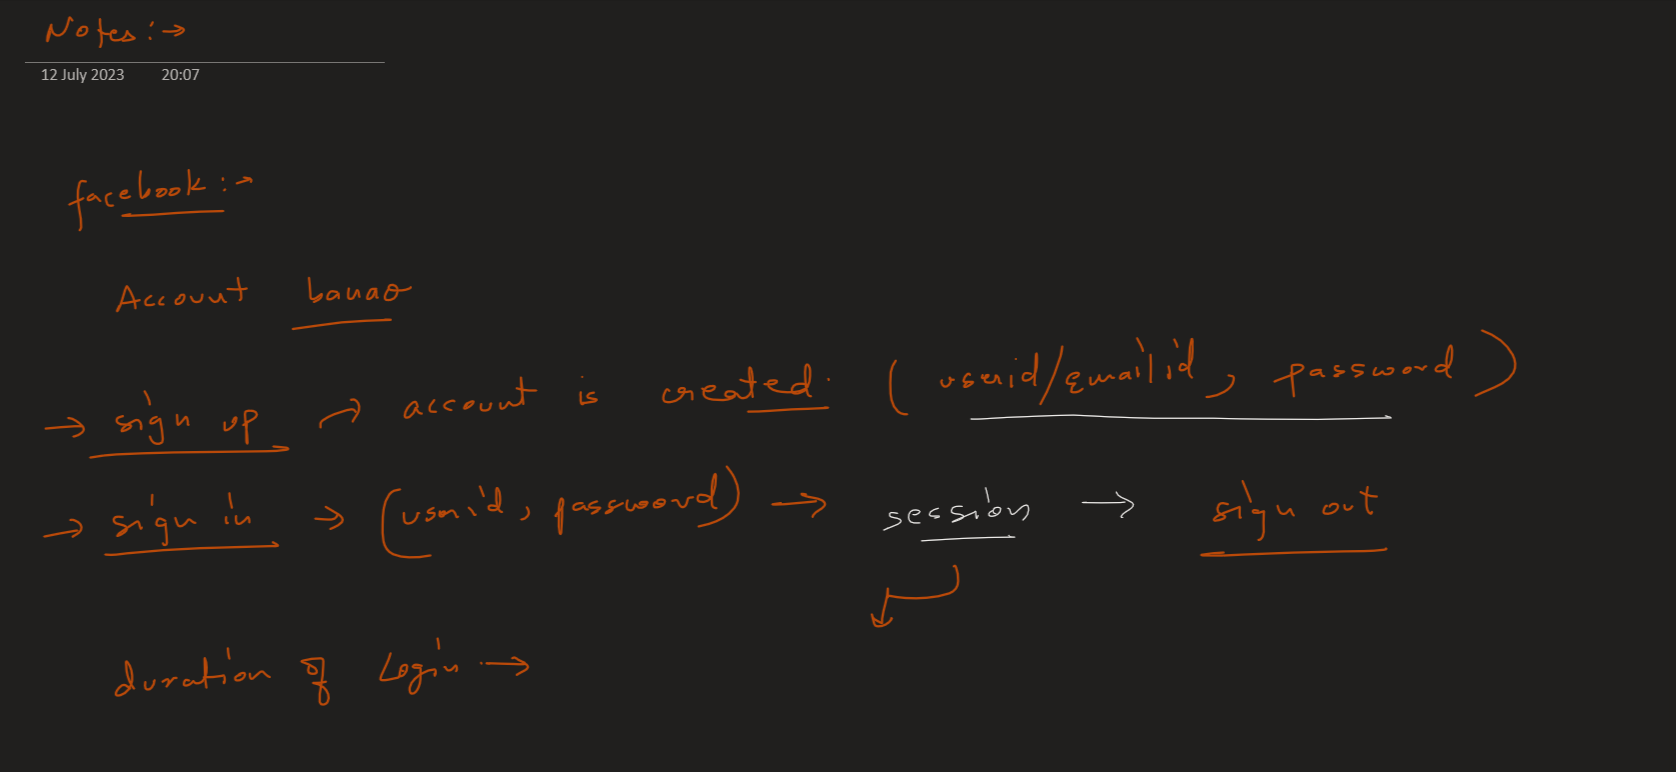 Notes :→
12 July 2023 20:07
facebook :→
Account banao
→ sign up → account is created. (userid/emailid, password)
→ sign in → (userid, password) → session → sign out
duration of Login →